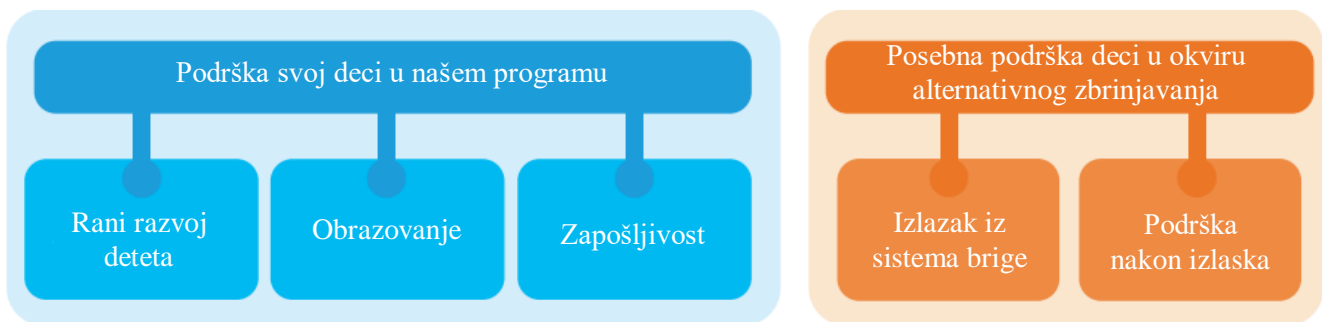 Podrška svoj deci u našem programu
Rani razvoj
deteta
Obrazovanje
Zapošljivost
Posebna podrška deci u okviru
alternativnog zbrinjavanja
Izlazak iz
sistema brige
Podrška
nakon izlaska